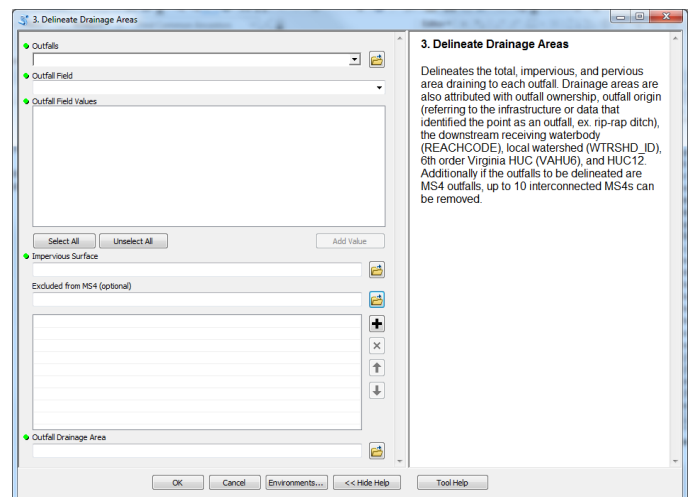 3. Delineate Drainage Areas
Outfalls
Outfall Field
Outfall Field Values
Select All
Unselect All
Add Value
Impervious Surface
Excluded from MS4 (optional)
Outfall Drainage Area
OK
Cancel
Environments...
<< Hide Help
Tool Help
3. Delineate Drainage Areas
Delineates the total, impervious, and pervious
area draining to each outfall. Drainage areas are
also attributed with outfall ownership, outfall origin
(referring to the infrastructure or data that
identified the point as an outfall, ex. rip-rap ditch),
the downstream receiving waterbody
(REACHCODE), local watershed (WTRSHD_ID),
6th order Virginia HUC (VAHU6), and HUC12.
Additionally if the outfalls to be delineated are
MS4 outfalls, up to 10 interconnected MS4s can
be removed.